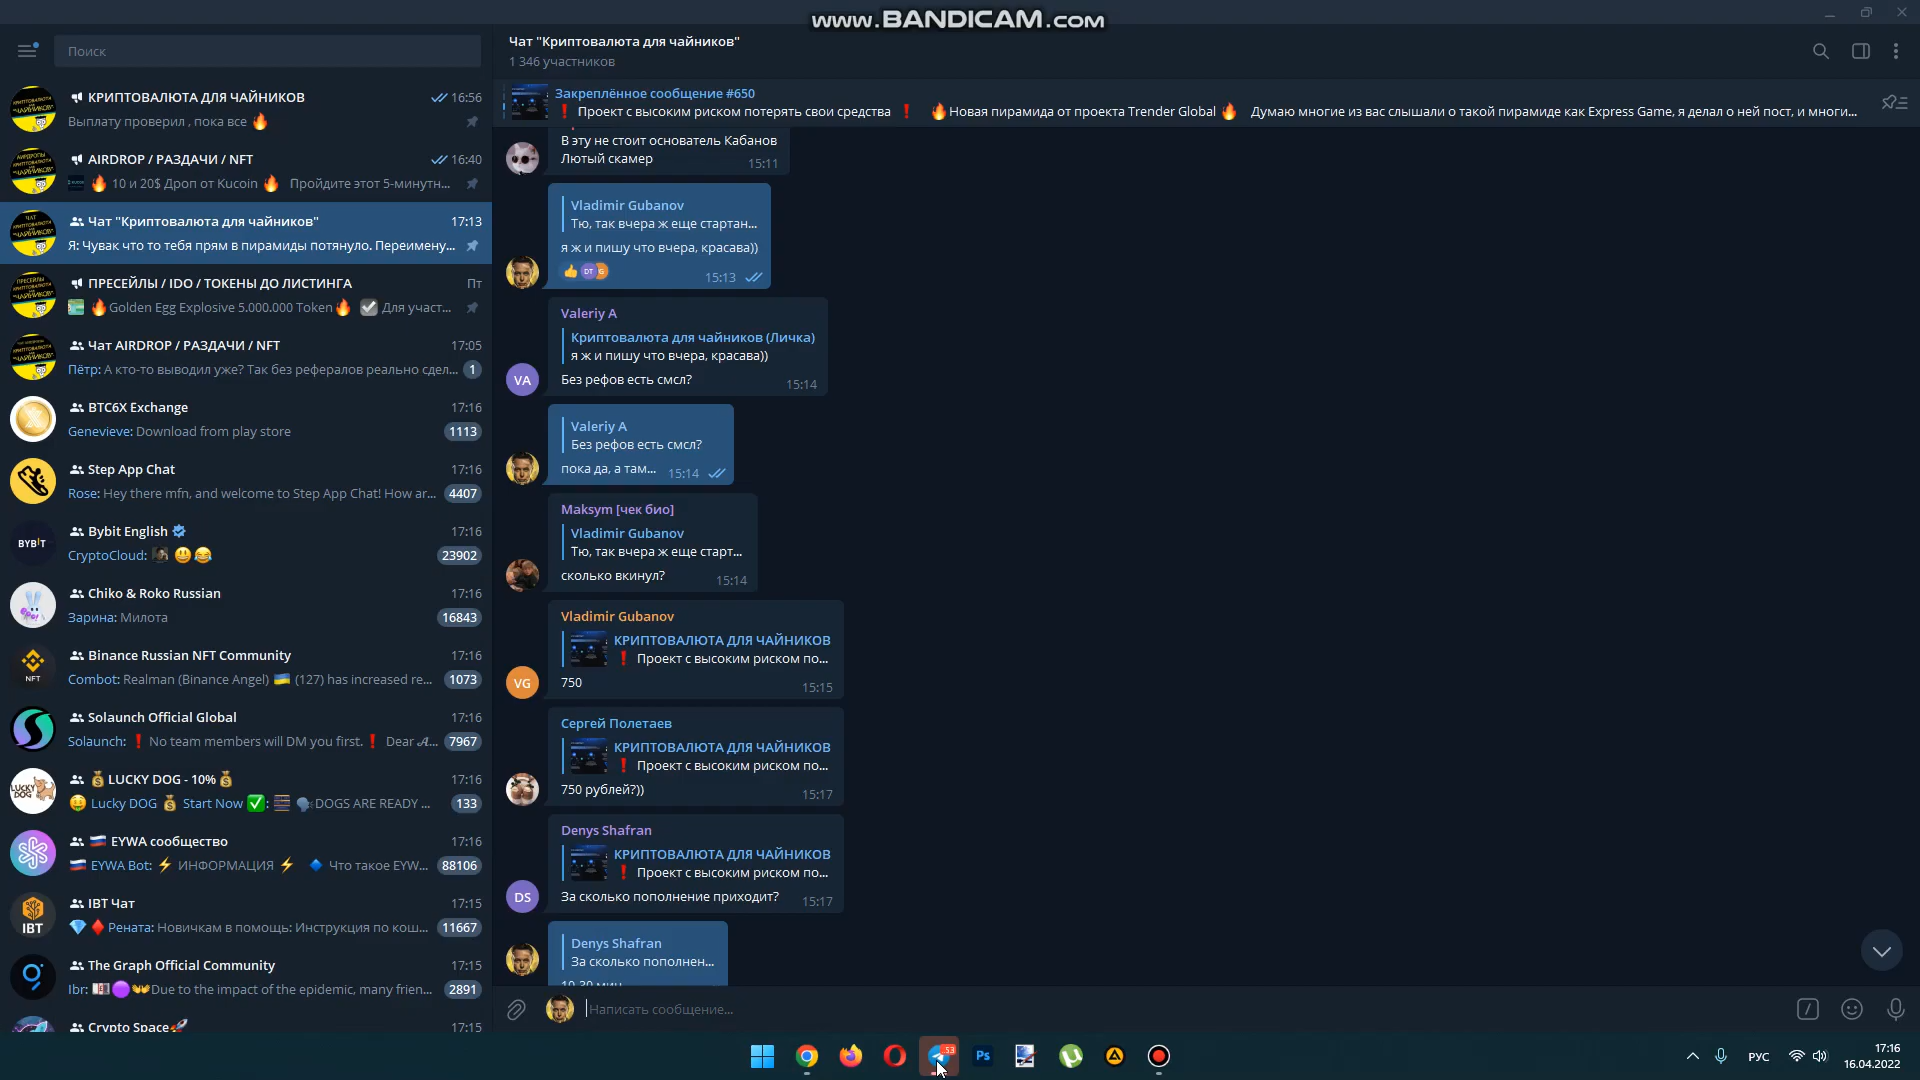 www.BANDICAM.com
Поиск
КРИПТОВАЛЮТА ДЛЯ ЧАЙНИКОВ 16:56
Выплату проверил , пока все 🔥
AIRDROP / РАЗДАЧИ / NFT 16:40
🔥 10 и 20$ Дроп от Kucoin 🔥 Пройдите этот 5-минутн...
Чат "Криптовалюта для чайников" 17:13
Я: Чувак что то тебя прям в пирамиды потянуло. Переимену...
ПРЕСЕЙЛЫ / IDO / ТОКЕНЫ ДО ЛИСТИНГА Пт
🔥Golden Egg Explosive 5.000.000 Token🔥 ✅ Для участ...
Чат AIRDROP / РАЗДАЧИ / NFT 17:05
Пётр: А кто-то выводил уже? Так без рефералов реально сдел... 1
BTC6X Exchange 17:16
Genevieve: Download from play store 1113
Step App Chat 17:16
Rose: Hey there mfn, and welcome to Step App Chat! How ar... 4407
BYBIT
Bybit English 17:16
CryptoCloud: 😃😂 23902
Chiko & Roko Russian 17:16
Зарина: Милота 16843
NFT
Binance Russian NFT Community 17:16
Combot: Realman (Binance Angel) 🇺🇦 (127) has increased re... 1073
Solaunch Official Global 17:16
Solaunch: ❗ No team members will DM you first. ❗ Dear 𝓐... 7967
LUCKY DOG
💰LUCKY DOG - 10%💰 17:16
🤑 Lucky DOG 💰 Start Now ✅: 🗣DOGS ARE READY ... 133
🇷🇺 EYWA сообщество 17:16
🇷🇺 EYWA Bot: ⚡ ИНФОРМАЦИЯ ⚡ 🔹 Что такое EYW... 88106
IBT
IBT Чат 17:15
💎♦️Рената: Новичкам в помощь: Инструкция по кош... 11667
The Graph Official Community 17:15
Ibr: 🟣👐Due to the impact of the epidemic, many frien... 2891
Crypto Space🚀 17:15
Чат "Криптовалюта для чайников"
1 346 участников
Закреплённое сообщение #650
❗ Проект с высоким риском потерять свои средства ❗ 🔥Новая пирамида от проекта Trender Global 🔥 Думаю многие из вас слышали о такой пирамиде как Express Game, я делал о ней пост, и многи...
В эту не стоит основатель Кабанов
Лютый скамер 15:11
Vladimir Gubanov
Тю, так вчера ж еще стартан...
я ж и пишу что вчера, красава))
👍 DT 15:13
Valeriy A
Криптовалюта для чайников (Личка)
я ж и пишу что вчера, красава))
VA
Без рефов есть смсл? 15:14
Valeriy A
Без рефов есть смсл?
пока да, а там... 15:14
Maksym [чек био]
Vladimir Gubanov
Тю, так вчера ж еще старт...
сколько вкинул? 15:14
Vladimir Gubanov
КРИПТОВАЛЮТА ДЛЯ ЧАЙНИКОВ
❗ Проект с высоким риском по...
VG
750 15:15
Сергей Полетаев
КРИПТОВАЛЮТА ДЛЯ ЧАЙНИКОВ
❗ Проект с высоким риском по...
750 рублей?)) 15:17
Denys Shafran
КРИПТОВАЛЮТА ДЛЯ ЧАЙНИКОВ
❗ Проект с высоким риском по...
DS
За сколько пополнение приходит? 15:17
Denys Shafran
За сколько пополнен...
10-30 мин
Написать сообщение...
53
Ps
РУС
17:16
16.04.2022